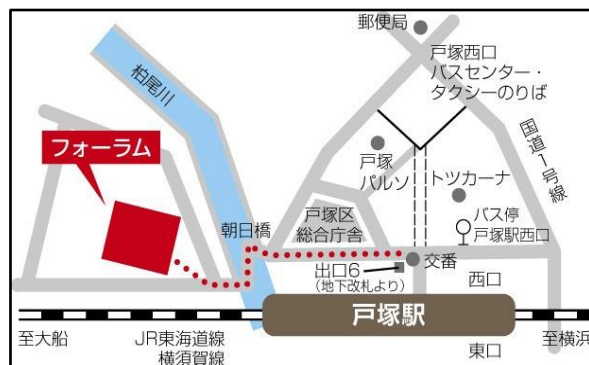 郵便局
戸塚西口
バスセンター・
タクシーのりば
柏尾川
国道1号線
フォーラム
戸塚
パルソ
トツカーナ
戸塚区
総合庁舎
バス停
戸塚駅西口
朝日橋
出口6
(地下改札より)
交番
西口
戸塚駅
至大船
JR東海道線
横須賀線
東口
至横浜